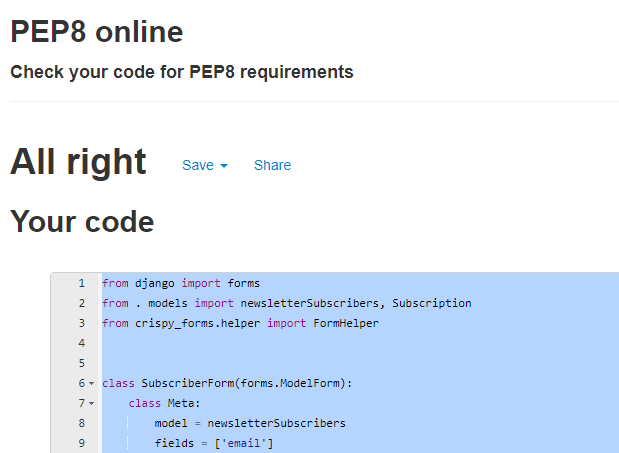 PEP8 online
Check your code for PEP8 requirements
All right Save Share
Your code
1 from django import forms
2 from . models import newsletterSubscribers, Subscription
3 from crispy_forms.helper import FormHelper
4
5
6 class SubscriberForm(forms.ModelForm):
7     class Meta:
8         model = newsletterSubscribers
9         fields = ['email']